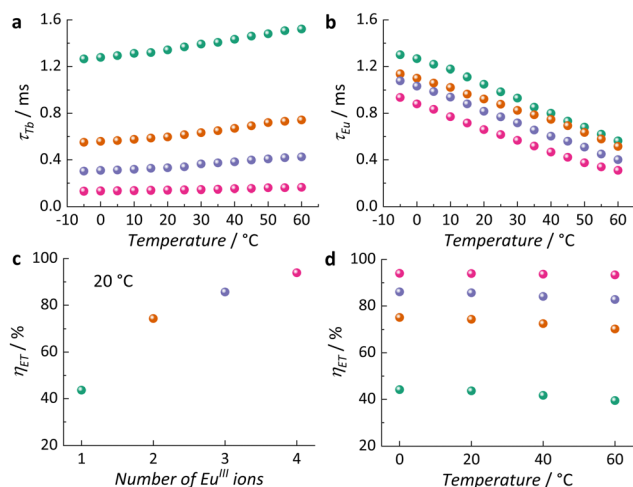 a
1.6
1.2
0.8
0.4
0.0
τTb / ms
-10 0 10 20 30 40 50 60
Temperature / °C
b
1.6
1.2
0.8
0.4
0.0
τEu / ms
-10 0 10 20 30 40 50 60
Temperature / °C
c
20 °C
100
80
60
40
20
ηET / %
1 2 3 4
Number of Euᴵᴵᴵ ions
d
100
80
60
40
20
ηET / %
0 20 40 60
Temperature / °C